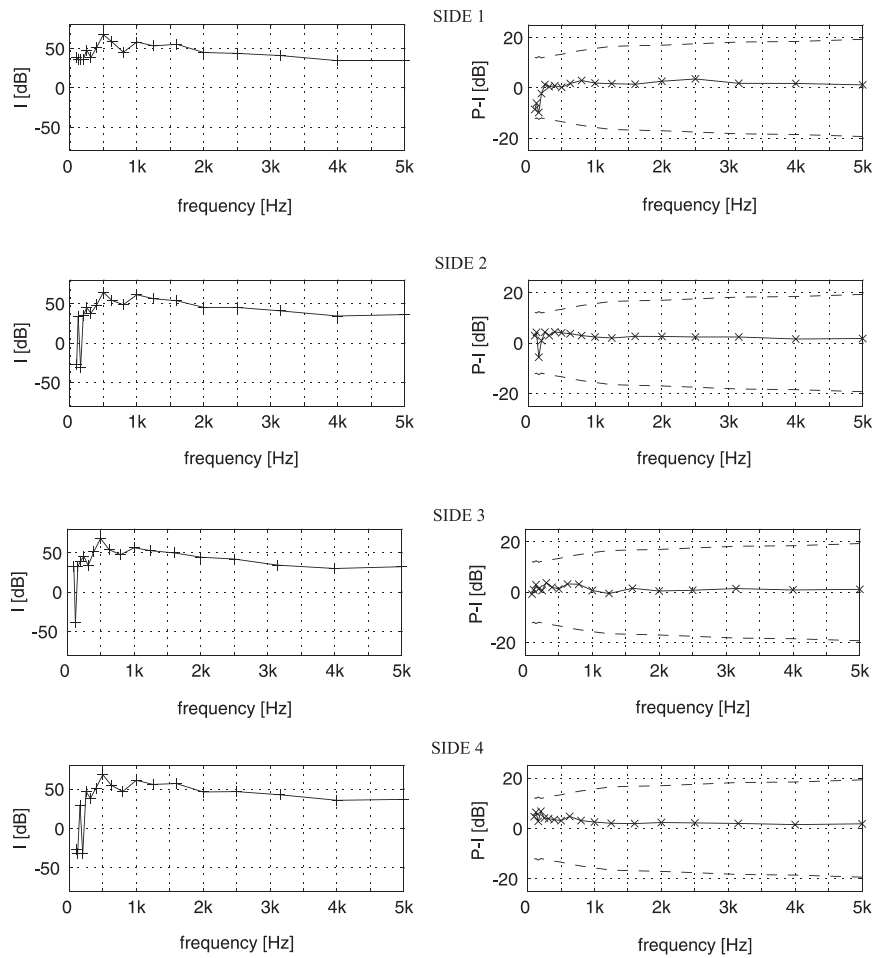 SIDE 1
I [dB]
50
0
-50
0 1k 2k 3k 4k 5k
frequency [Hz]
P-I [dB]
20
0
-20
0 1k 2k 3k 4k 5k
frequency [Hz]
SIDE 2
I [dB]
50
0
-50
0 1k 2k 3k 4k 5k
frequency [Hz]
P-I [dB]
20
0
-20
0 1k 2k 3k 4k 5k
frequency [Hz]
SIDE 3
I [dB]
50
0
-50
0 1k 2k 3k 4k 5k
frequency [Hz]
P-I [dB]
20
0
-20
0 1k 2k 3k 4k 5k
frequency [Hz]
SIDE 4
I [dB]
50
0
-50
0 1k 2k 3k 4k 5k
frequency [Hz]
P-I [dB]
20
0
-20
0 1k 2k 3k 4k 5k
frequency [Hz]